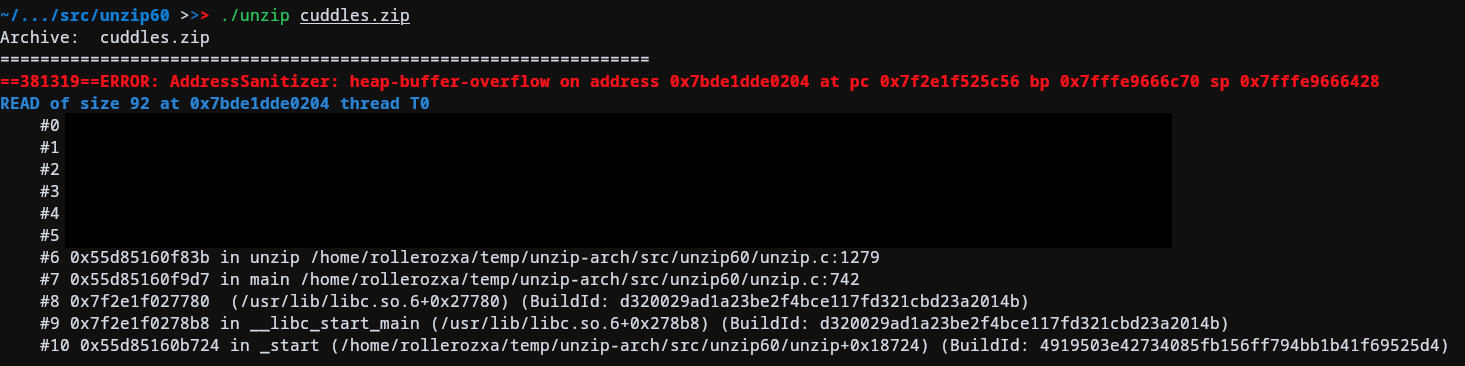 ~/.../src/unzip60 >>> ./unzip cuddles.zip
Archive:  cuddles.zip
=================================================================
==381319==ERROR: AddressSanitizer: heap-buffer-overflow on address 0x7bde1dde0204 at pc 0x7f2e1f525c56 bp 0x7fffe9666c70 sp 0x7fffe9666428
READ of size 92 at 0x7bde1dde0204 thread T0
    #0
    #1
    #2
    #3
    #4
    #5
    #6 0x55d85160f83b in unzip /home/rollerozxa/temp/unzip-arch/src/unzip60/unzip.c:1279
    #7 0x55d85160f9d7 in main /home/rollerozxa/temp/unzip-arch/src/unzip60/unzip.c:742
    #8 0x7f2e1f027780  (/usr/lib/libc.so.6+0x27780) (BuildId: d320029ad1a23be2f4bce117fd321cbd23a2014b)
    #9 0x7f2e1f0278b8 in __libc_start_main (/usr/lib/libc.so.6+0x278b8) (BuildId: d320029ad1a23be2f4bce117fd321cbd23a2014b)
    #10 0x55d85160b724 in _start (/home/rollerozxa/temp/unzip-arch/src/unzip60/unzip+0x18724) (BuildId: 4919503e42734085fb156ff794bb1b41f69525d4)